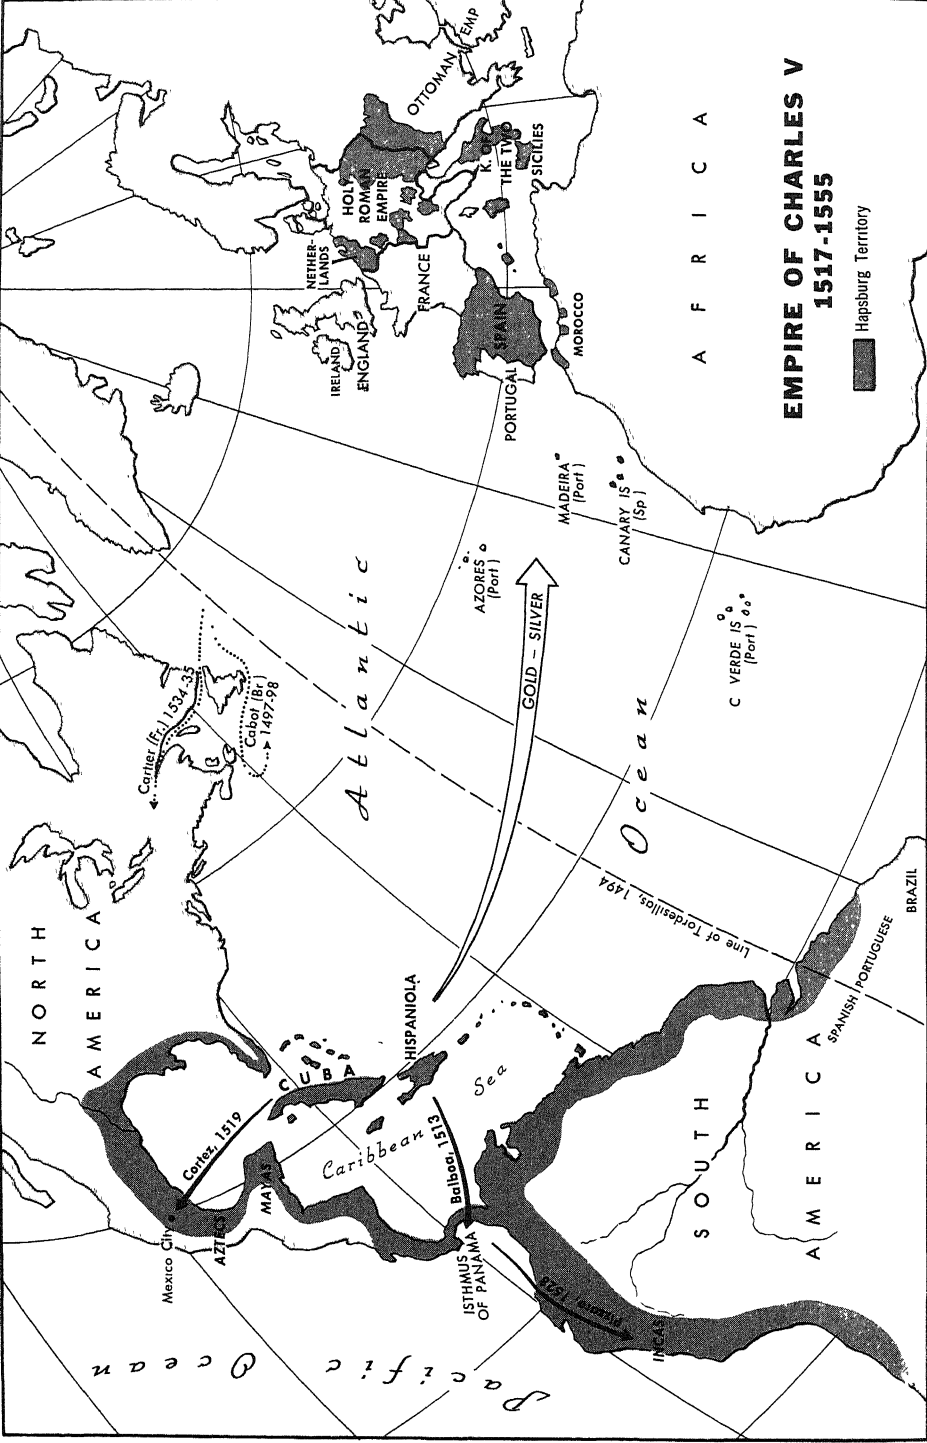 EMPIRE OF CHARLES V
1517-1555
Hapsburg Territory
NORTH
AMERICA
Cartier (Fr.) 1534-35
Cabot (Br)
1497-98
Atlantic
Ocean
GOLD – SILVER
Line of Tordesillas, 1494
AZORES
(Port)
MADEIRA
(Port)
CANARY IS
(Sp)
C VERDE IS
(Port)
IRELAND
ENGLAND
NETHER-
LANDS
HOLY
ROMAN
EMPIRE
FRANCE
SPAIN
PORTUGAL
MOROCCO
K. OF
THE TWO
SICILIES
OTTOMAN
EMP
AFRICA
Cortez, 1519
Mexico City
AZTECS
MAYAS
CUBA
HISPANIOLA
Caribbean
Sea
Balboa, 1513
ISTHMUS
OF PANAMA
INCAS
Pacific Ocean
SOUTH
AMERICA
SPANISH
PORTUGUESE
BRAZIL